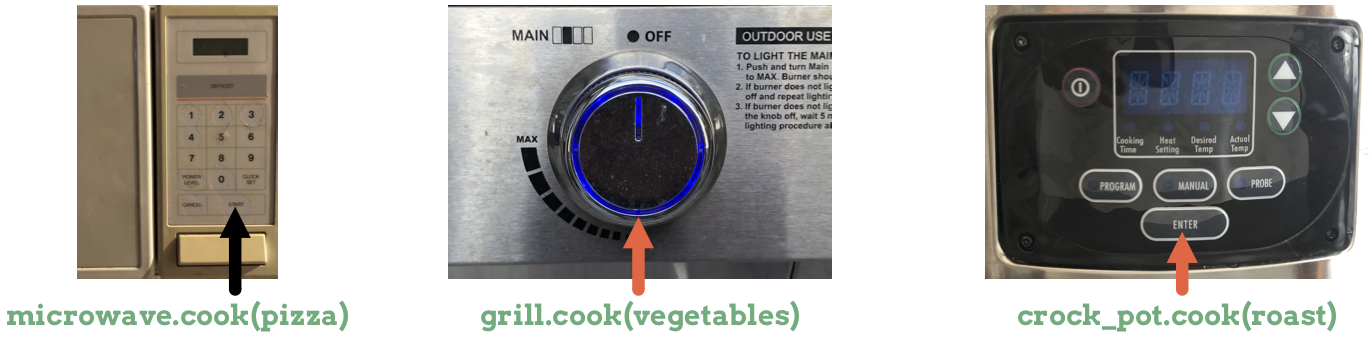 DEFROST
1 2 3
4 5 6
7 8 9
POWER LEVEL 0 CLOCK SET
CANCEL START
microwave.cook(pizza)
MAIN OFF
MAX
OUTDOOR USE
TO LIGHT THE MAI
1. Push and turn Main
to MAX. Burner shou
2. If burner does not lig
off and repeat lightin
3. If burner does not lig
the knob off, wait 5 m
lighting procedure a
grill.cook(vegetables)
Cooking Time
Heat Setting
Desired Temp
Actual Temp
PROGRAM MANUAL PROBE
ENTER
crock_pot.cook(roast)